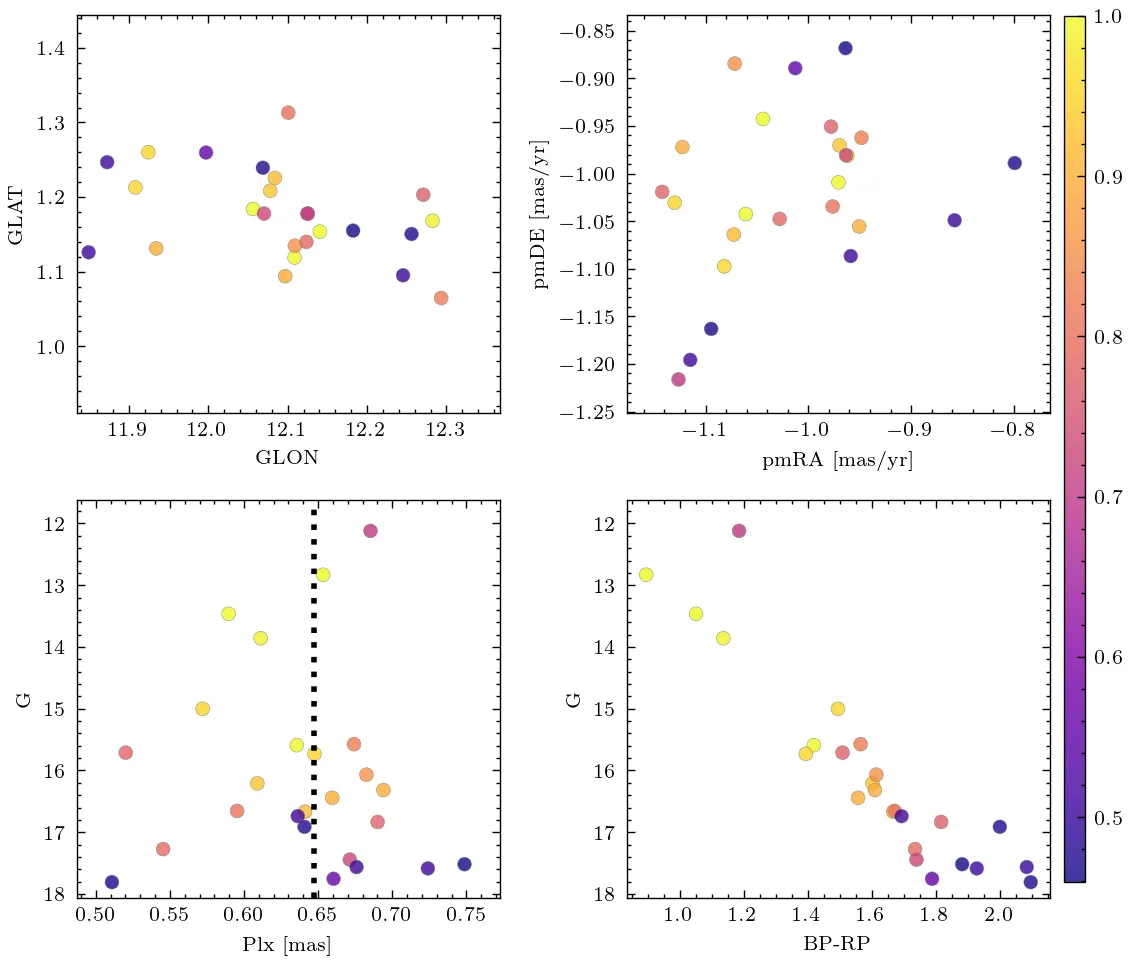 1.4
1.3
1.2
1.1
1.0
GLAT
11.9 12.0 12.1 12.2 12.3
GLON
−0.85
−0.90
−0.95
−1.00
−1.05
−1.10
−1.15
−1.20
−1.25
pmDE [mas/yr]
−1.1 −1.0 −0.9 −0.8
pmRA [mas/yr]
1.0
0.9
0.8
0.7
0.6
0.5
12
13
14
15
16
17
18
G
0.50 0.55 0.60 0.65 0.70 0.75
Plx [mas]
12
13
14
15
16
17
18
G
1.0 1.2 1.4 1.6 1.8 2.0
BP-RP